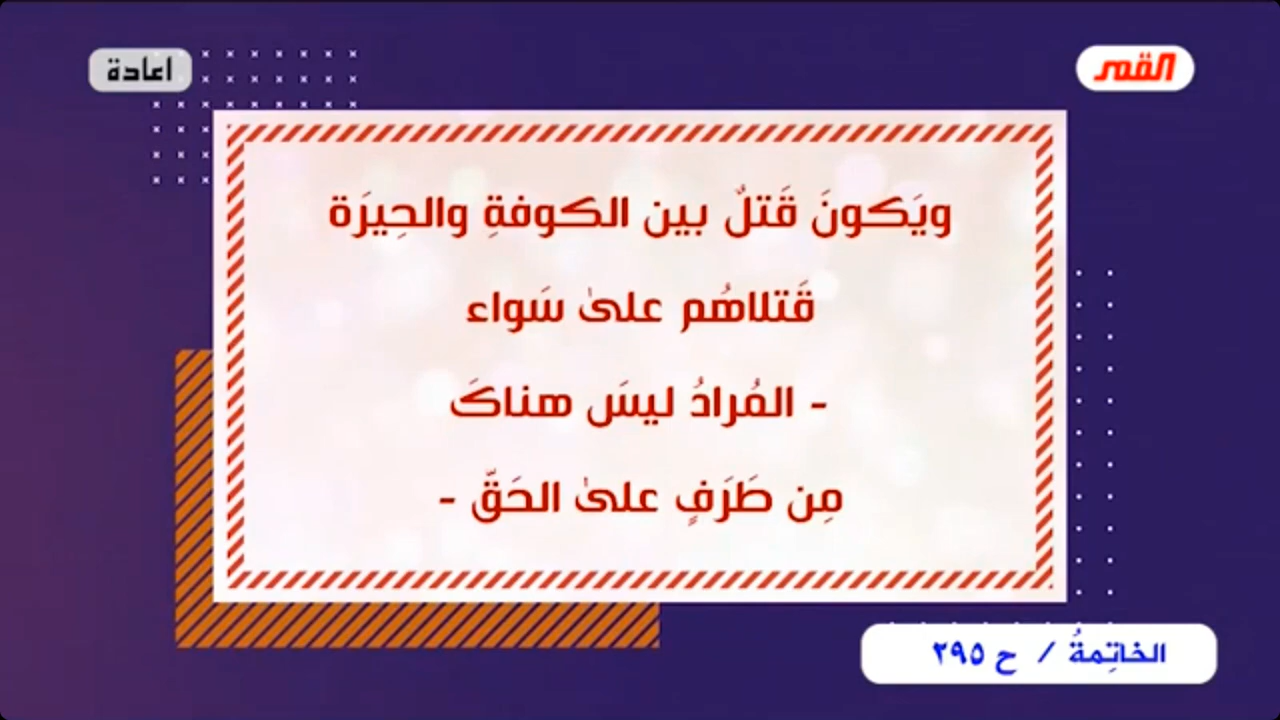 القمر
اعادة
ويَكونَ قَتلٌ بين الكوفةِ والحِيرَة
قَتلاهُم علىٰ سَواء
- المُرادُ ليسَ هناكَ
مِن طَرَفٍ علىٰ الحَقّ -
الخاتِمةُ / ح ٢٩٥